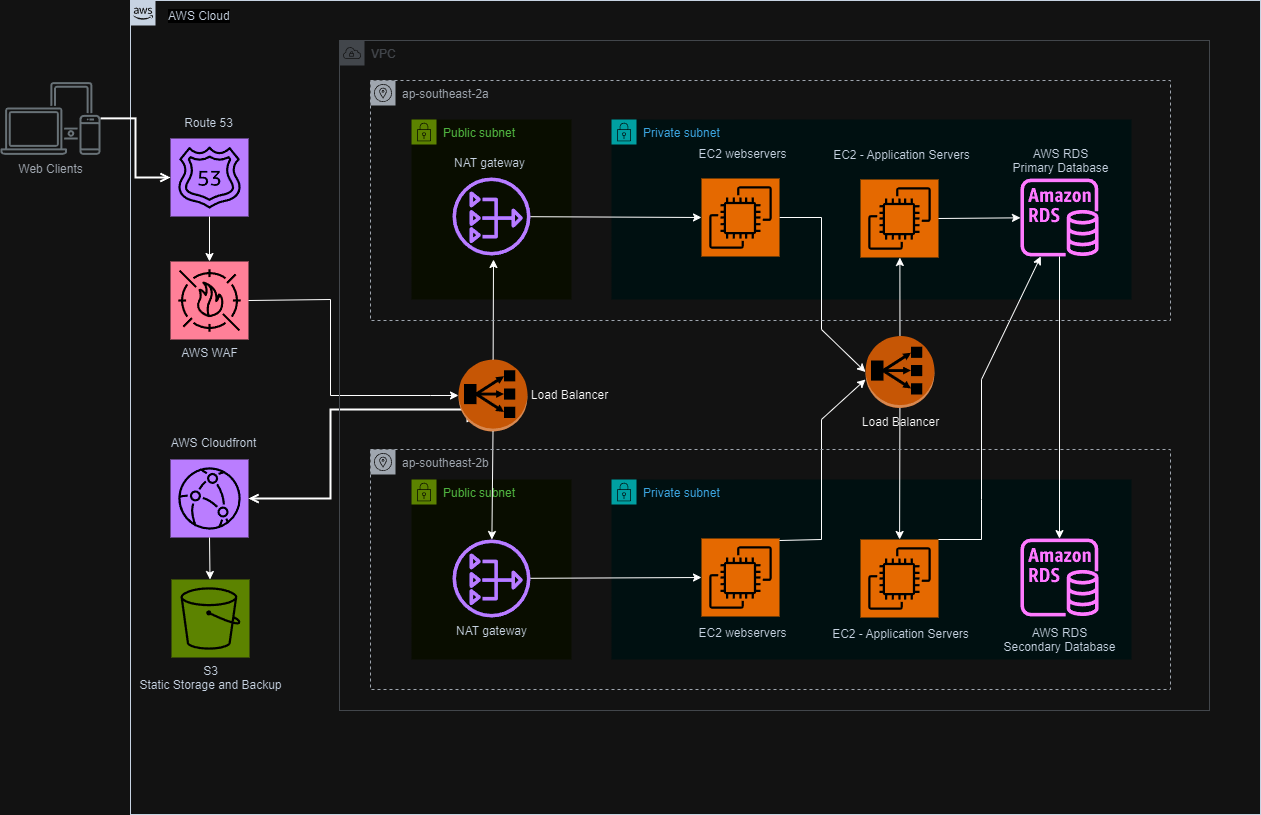 aws
AWS Cloud
VPC
ap-southeast-2a
Web Clients
Route 53
53
Public subnet
NAT gateway
Private subnet
EC2 webservers
EC2 - Application Servers
AWS RDS
Primary Database
Amazon
RDS
AWS WAF
Load Balancer
Load Balancer
AWS Cloudfront
ap-southeast-2b
Public subnet
NAT gateway
Private subnet
EC2 webservers
EC2 - Application Servers
Amazon
RDS
AWS RDS
Secondary Database
S3
Static Storage and Backup